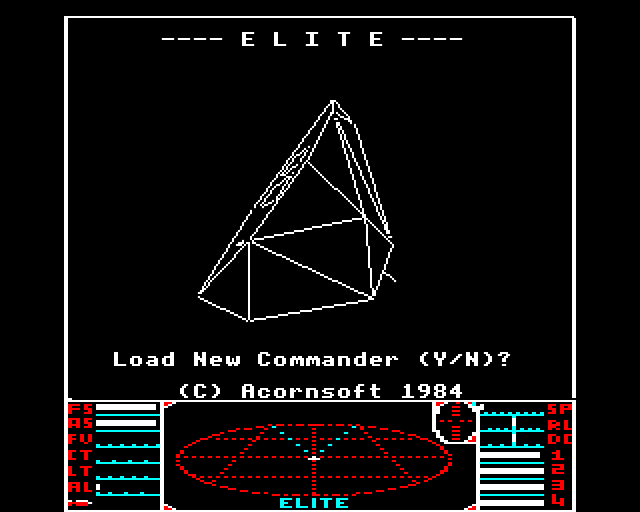 ---- E L I T E ----
Load New Commander (Y/N)?
(C) Acornsoft 1984
FS
AS
FV
CT
LT
AL
SP
RL
DC
1
2
3
4
ELITE